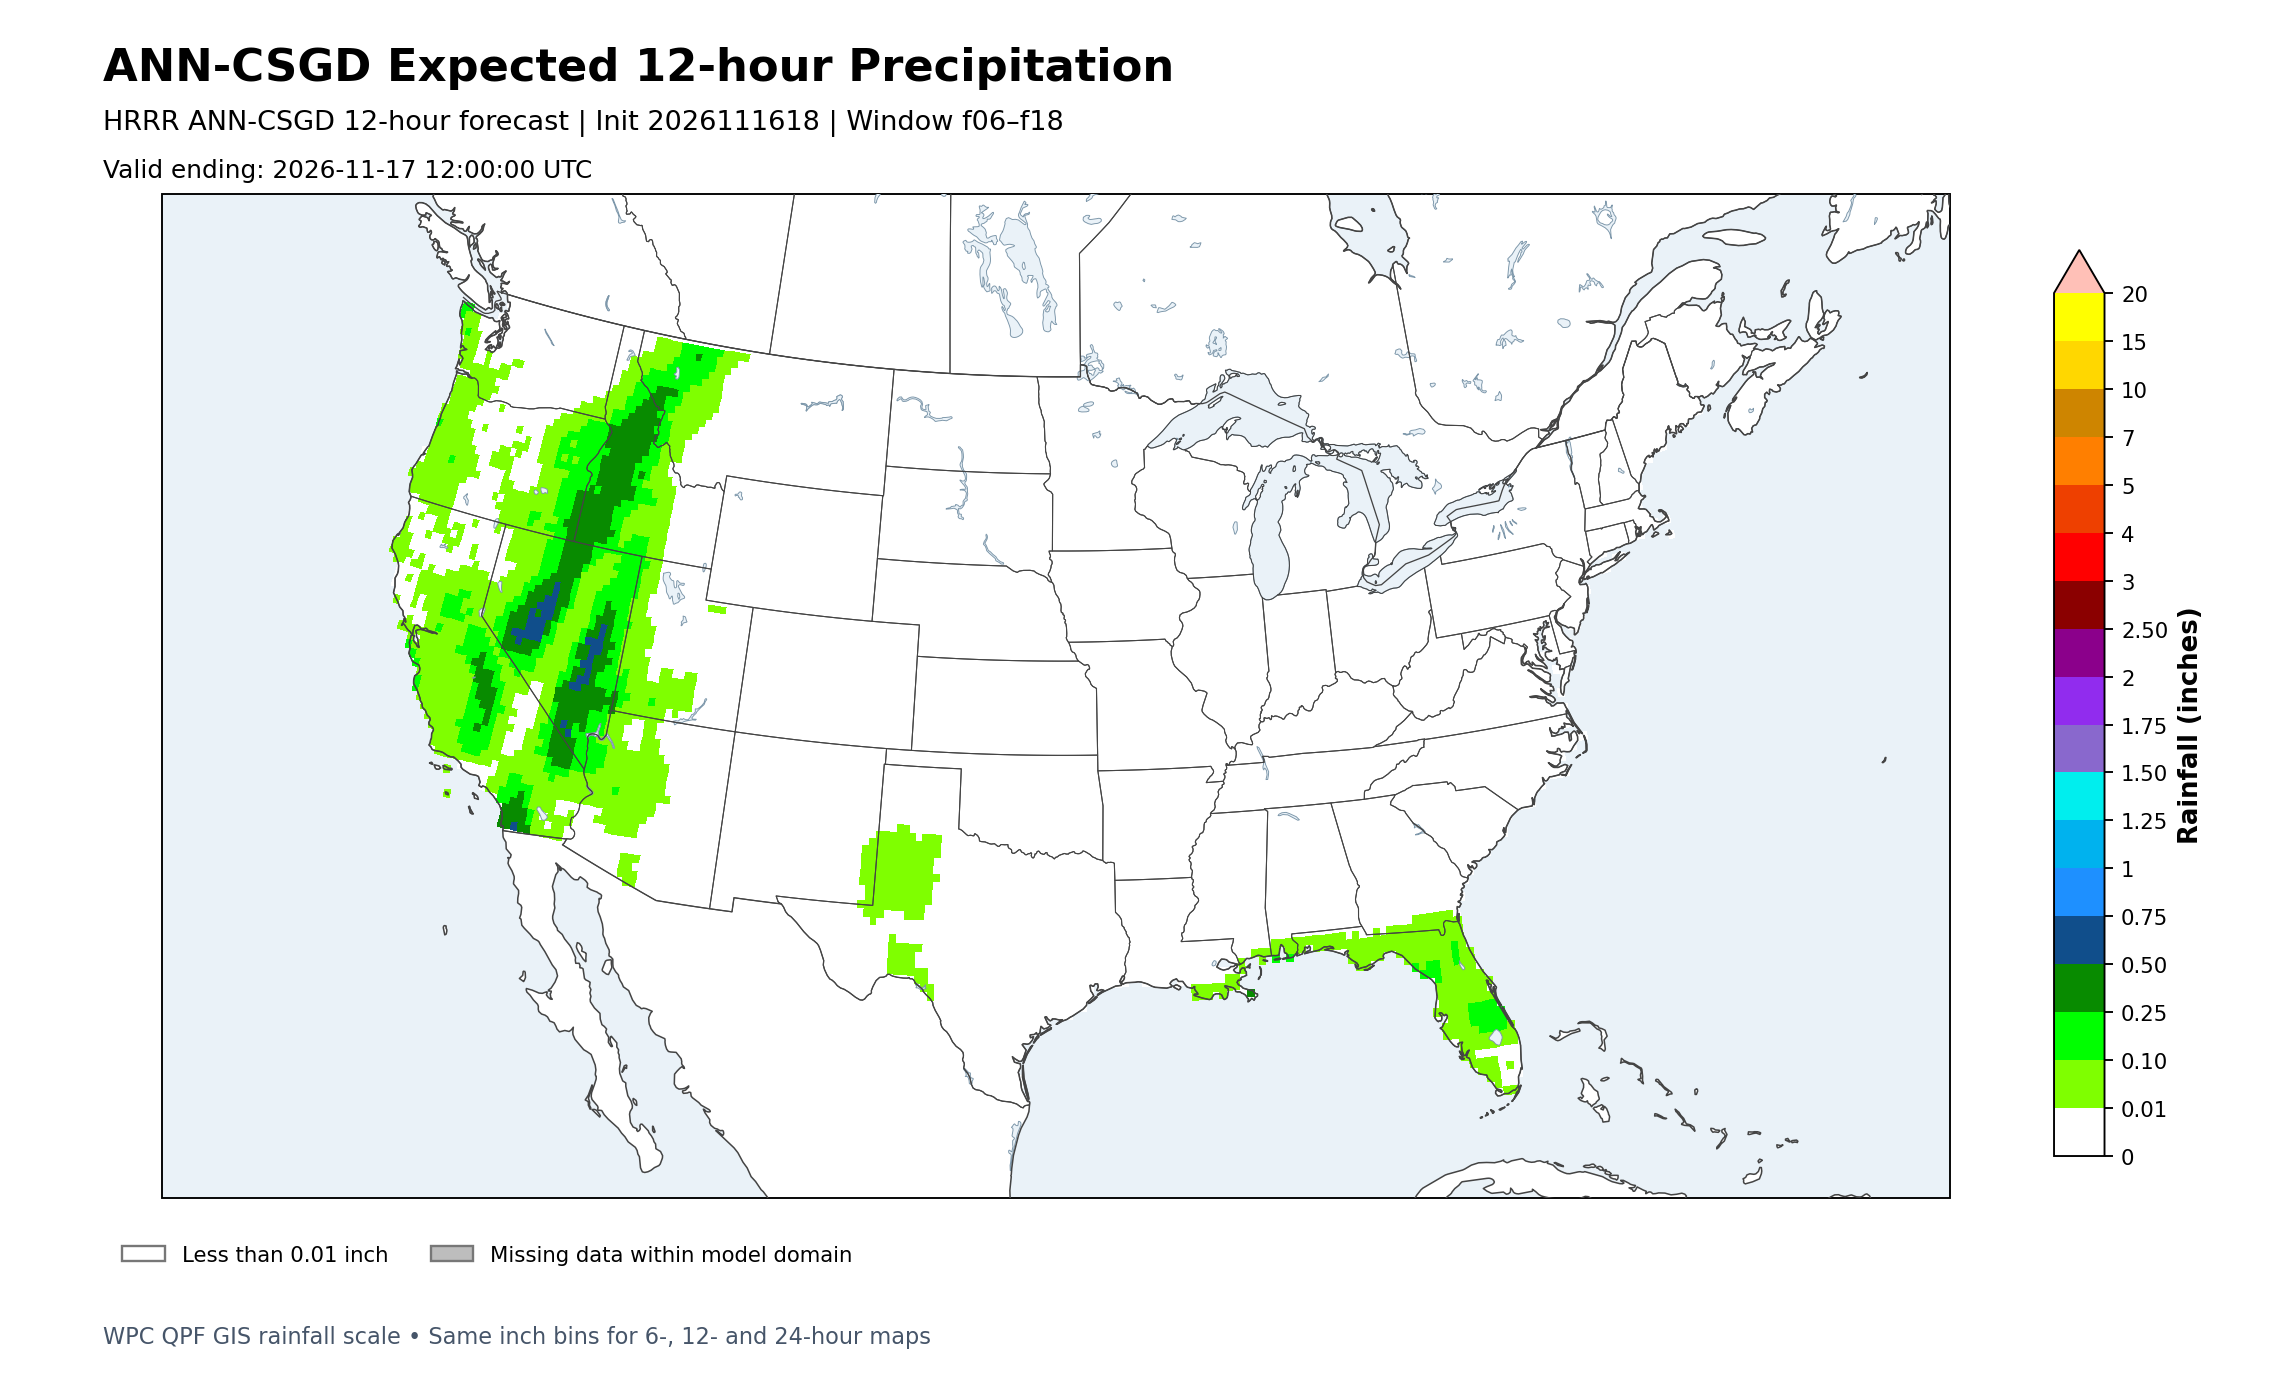 ANN-CSGD Expected 12-hour Precipitation
HRRR ANN-CSGD 12-hour forecast | Init 2026111618 | Window f06–f18
Valid ending: 2026-11-17 12:00:00 UTC
20
15
10
7
5
4
3
2.50
2
1.75
1.50
1.25
1
0.75
0.50
0.25
0.10
0.01
0
Rainfall (inches)
Less than 0.01 inch
Missing data within model domain
WPC QPF GIS rainfall scale • Same inch bins for 6-, 12- and 24-hour maps